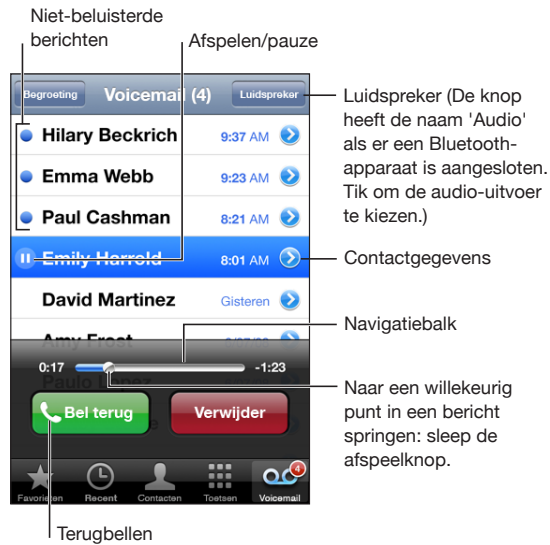 Niet-beluisterde
berichten
Afspelen/pauze
Begroeting
Voicemail (4)
Luidspreker
Luidspreker (De knop
heeft de naam 'Audio'
als er een Bluetooth-
apparaat is aangesloten.
Tik om de audio-uitvoer
te kiezen.)
Hilary Beckrich 9:37 AM
Emma Webb 9:23 AM
Paul Cashman 8:21 AM
Emily Harrold 8:01 AM
Contactgegevens
David Martinez Gisteren
Amy Frost
Navigatiebalk
0:17 -1:23
Paulo Lopez
Naar een willekeurig
punt in een bericht
springen: sleep de
afspeelknop.
Bel terug
Verwijder
Favorieten
Recent
Contacten
Toetsen
4
Voicemail
Terugbellen